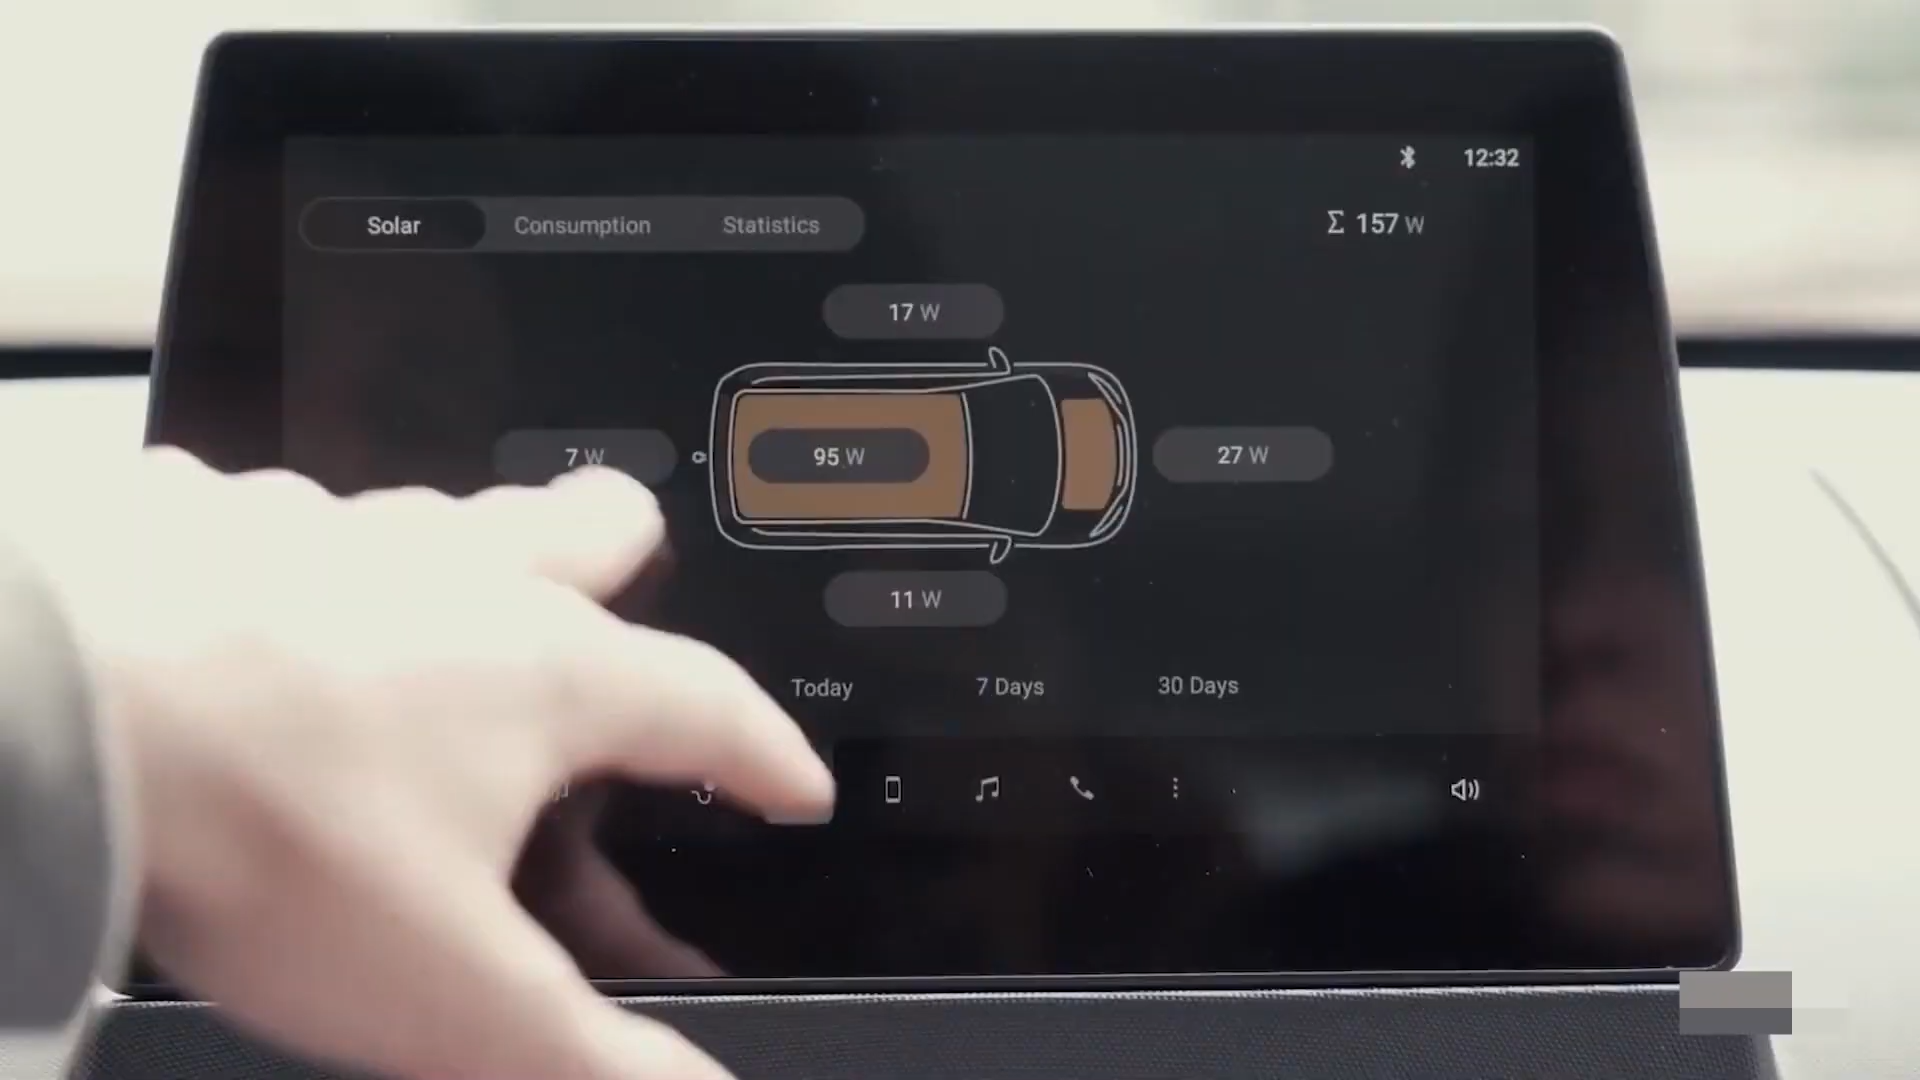 12:32
Solar Consumption Statistics
Σ 157 W
17 W
7 W
95 W
27 W
11 W
Today 7 Days 30 Days